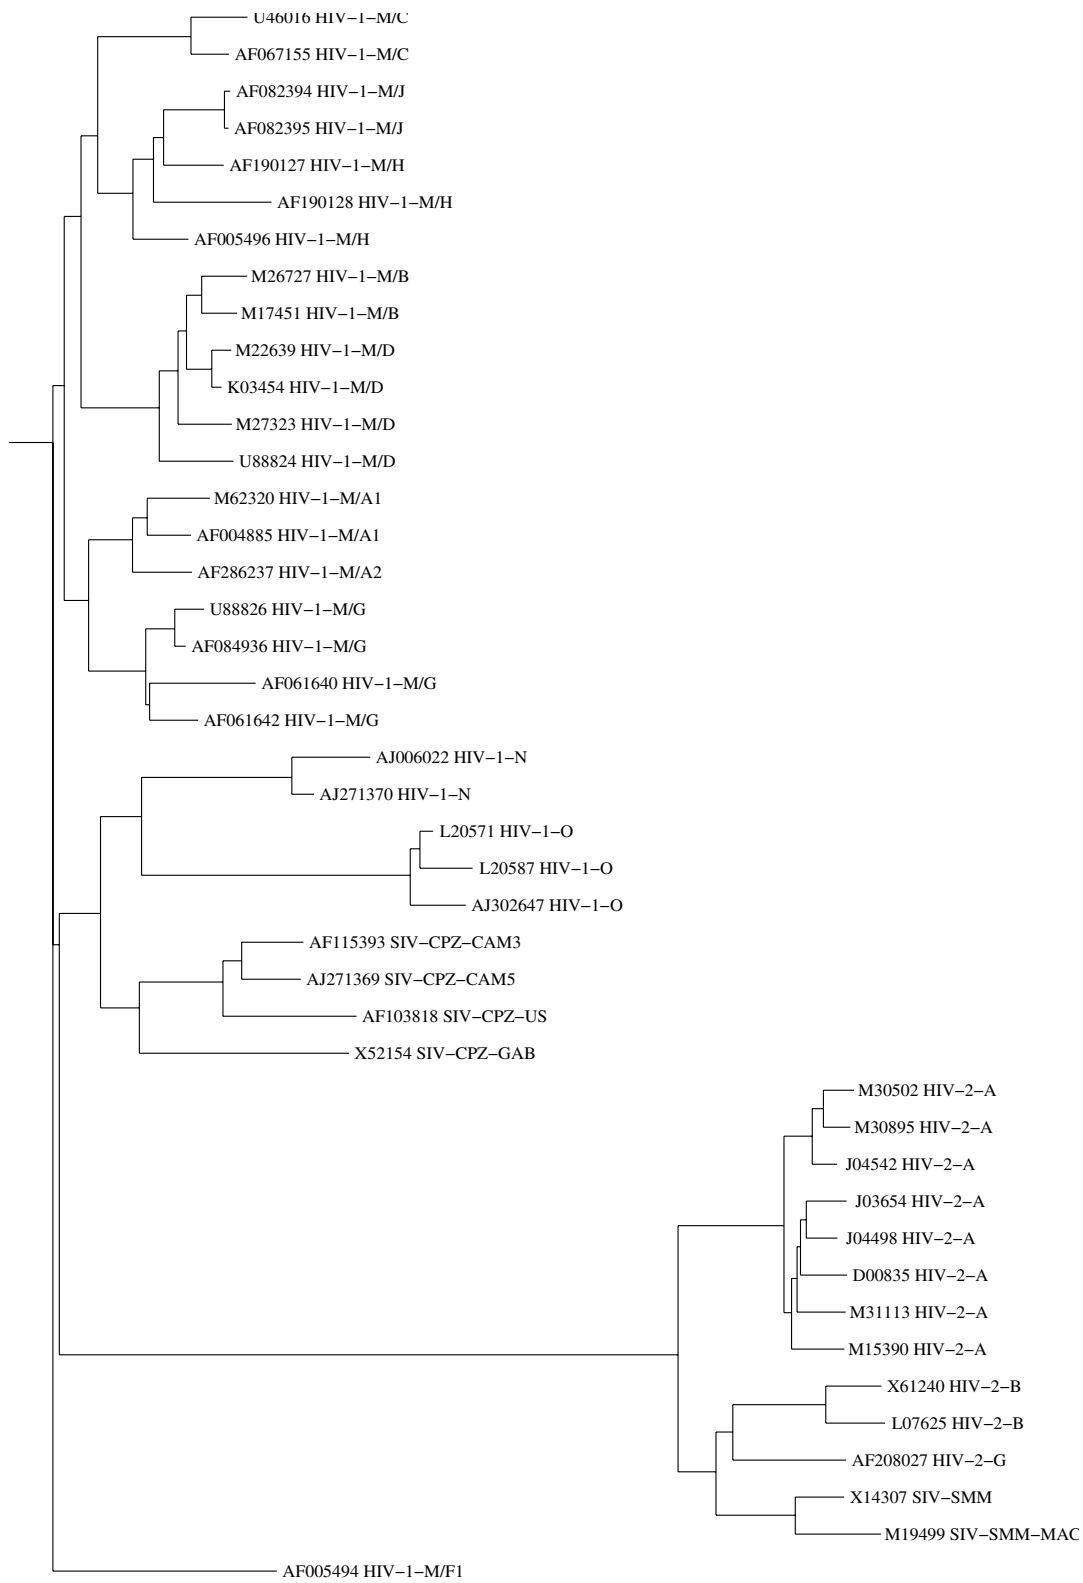 U46016 HIV−1−M/C
AF067155 HIV−1−M/C
AF082394 HIV−1−M/J
AF082395 HIV−1−M/J
AF190127 HIV−1−M/H
AF190128 HIV−1−M/H
AF005496 HIV−1−M/H
M26727 HIV−1−M/B
M17451 HIV−1−M/B
M22639 HIV−1−M/D
K03454 HIV−1−M/D
M27323 HIV−1−M/D
U88824 HIV−1−M/D
M62320 HIV−1−M/A1
AF004885 HIV−1−M/A1
AF286237 HIV−1−M/A2
U88826 HIV−1−M/G
AF084936 HIV−1−M/G
AF061640 HIV−1−M/G
AF061642 HIV−1−M/G
AJ006022 HIV−1−N
AJ271370 HIV−1−N
L20571 HIV−1−O
L20587 HIV−1−O
AJ302647 HIV−1−O
AF115393 SIV−CPZ−CAM3
AJ271369 SIV−CPZ−CAM5
AF103818 SIV−CPZ−US
X52154 SIV−CPZ−GAB
M30502 HIV−2−A
M30895 HIV−2−A
J04542 HIV−2−A
J03654 HIV−2−A
J04498 HIV−2−A
D00835 HIV−2−A
M31113 HIV−2−A
M15390 HIV−2−A
X61240 HIV−2−B
L07625 HIV−2−B
AF208027 HIV−2−G
X14307 SIV−SMM
M19499 SIV−SMM−MAC
AF005494 HIV−1−M/F1